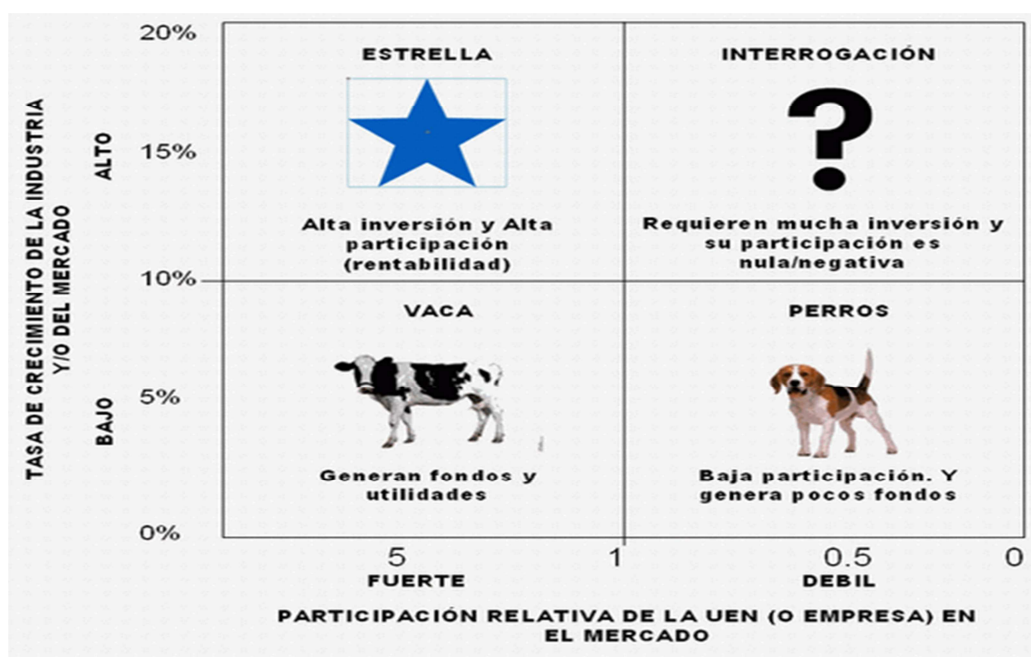 20%
ESTRELLA
INTERROGACIÓN
15%
Alta inversión y Alta
participación
(rentabilidad)
Requieren mucha inversión y
su participación es
nula/negativa
ALTO
10%
TASA DE CRECIMIENTO DE LA INDUSTRIA
Y/O DEL MERCADO
VACA
PERROS
5%
BAJO
Generan fondos y
utilidades
Baja participación. Y
genera pocos fondos
0%
5
1
0.5
0
FUERTE
DEBIL
PARTICIPACIÓN RELATIVA DE LA UEN (O EMPRESA) EN
EL MERCADO